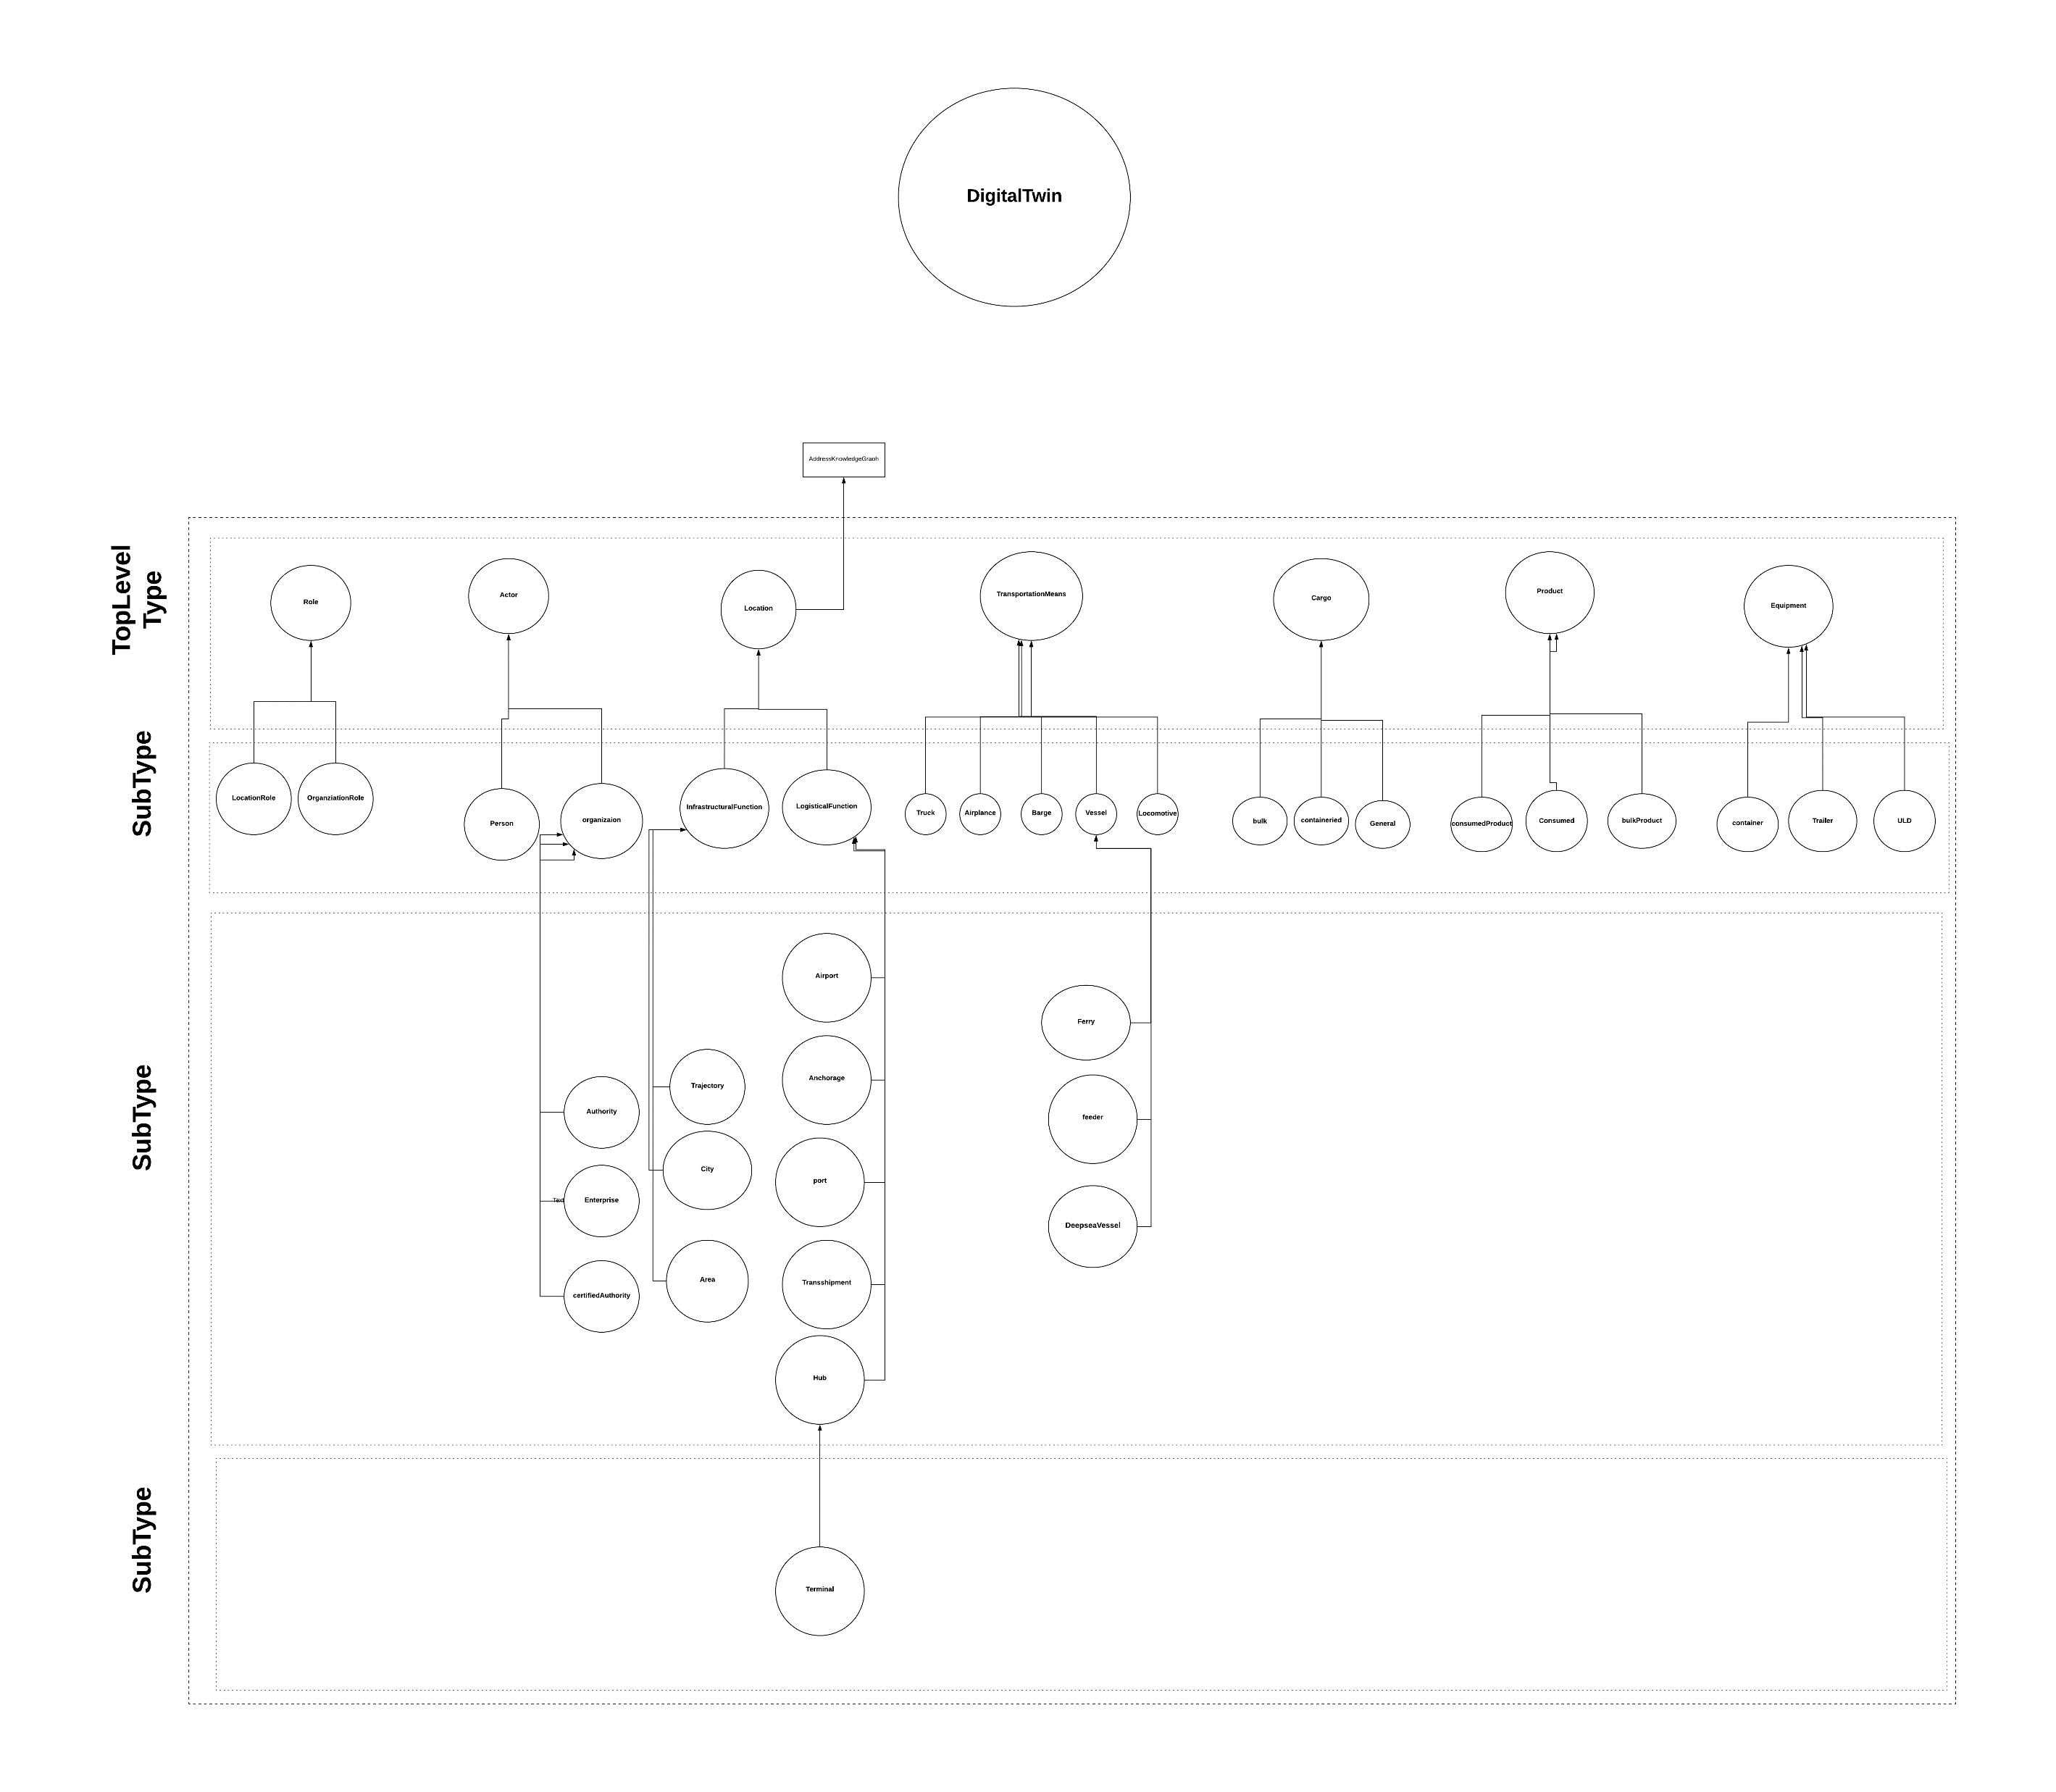 DigitalTwin
AddressKnowledgeGraph
TopLevel
Type
Role
Actor
Location
TransportationMeans
Cargo
Product
Equipment
SubType
LocationRole
OrganziationRole
Person
organizaion
InfrastructuralFunction
LogisticalFunction
Truck
Airplance
Barge
Vessel
Locomotive
bulk
containeried
General
consumedProduct
Consumed
bulkProduct
container
Trailer
ULD
SubType
Airport
Ferry
Anchorage
Trajectory
Authority
feeder
City
port
Text
Enterprise
DeepseaVessel
Area
Transshipment
certifiedAuthority
Hub
SubType
Terminal